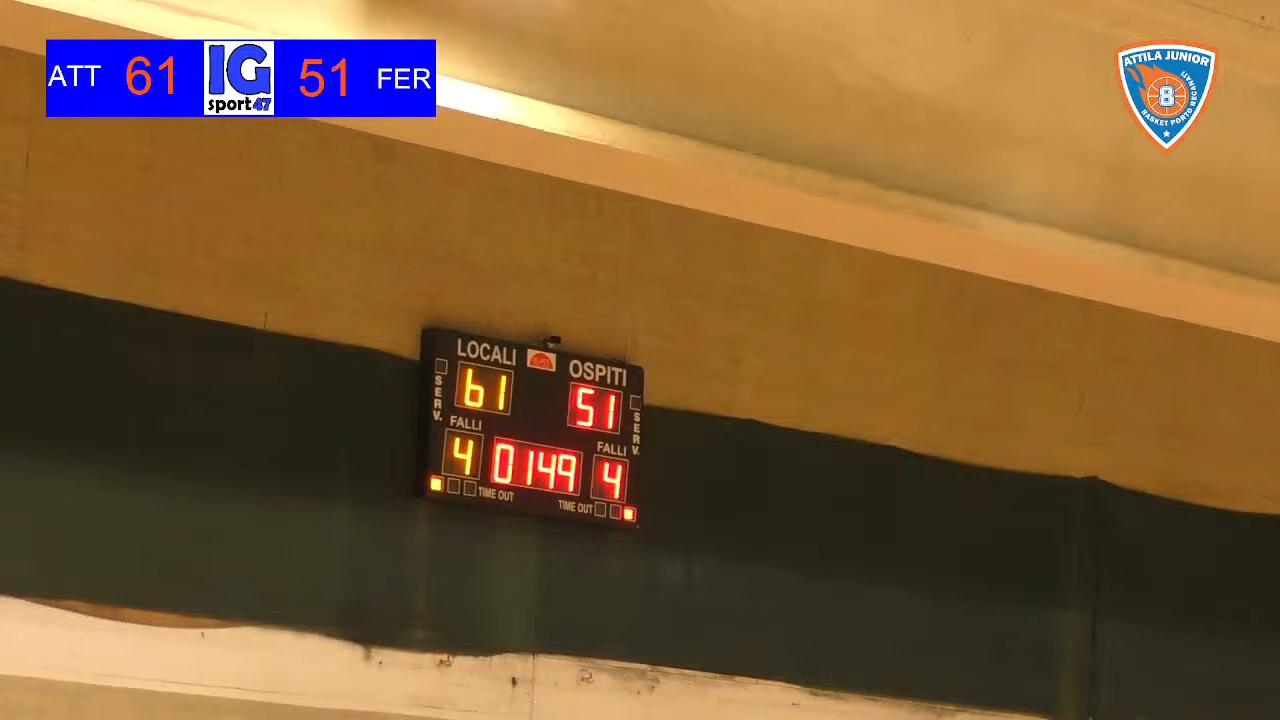 ATT 61 IG sport47 51 FER
ATTILA JUNIOR
8
BASKET PORTO RECANATI
LOCALI OSPITI
61 51
SERV. SERV.
FALLI FALLI
4 0149 4
TIME OUT TIME OUT